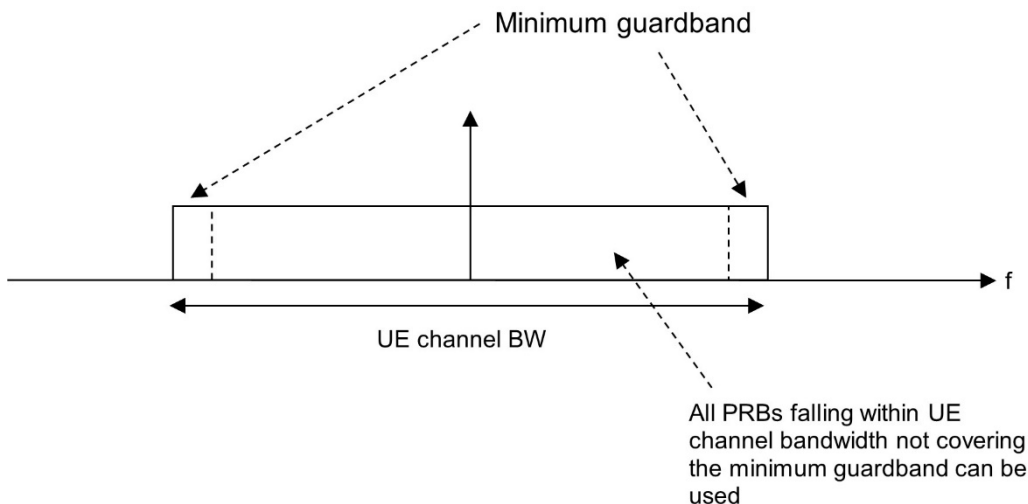 Minimum guardband
f
UE channel BW
All PRBs falling within UE
channel bandwidth not covering
the minimum guardband can be
used